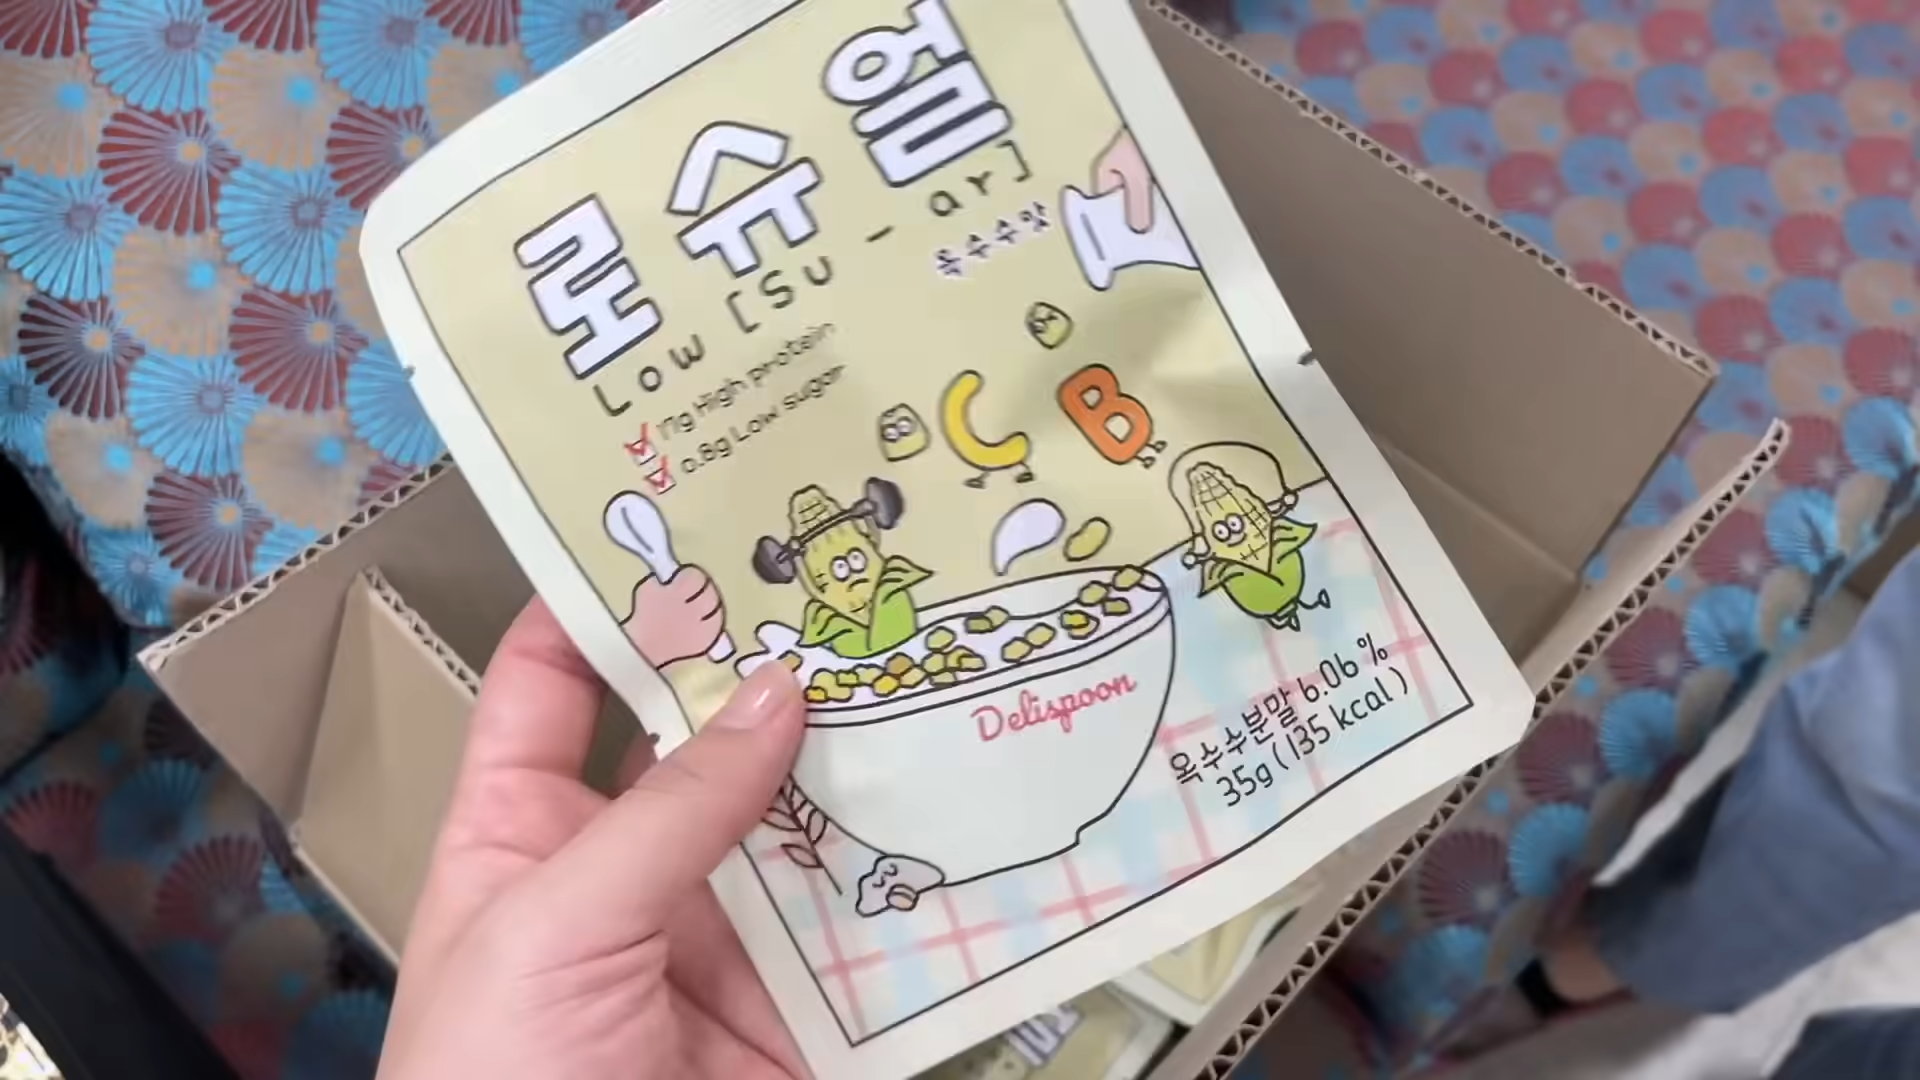 로슈얼
Low [Su - ar]
옥수수맛
17g High protein
0.8g Low sugar
C B
Delispoon
옥수수분말 6.06%
35g (135 kcal)